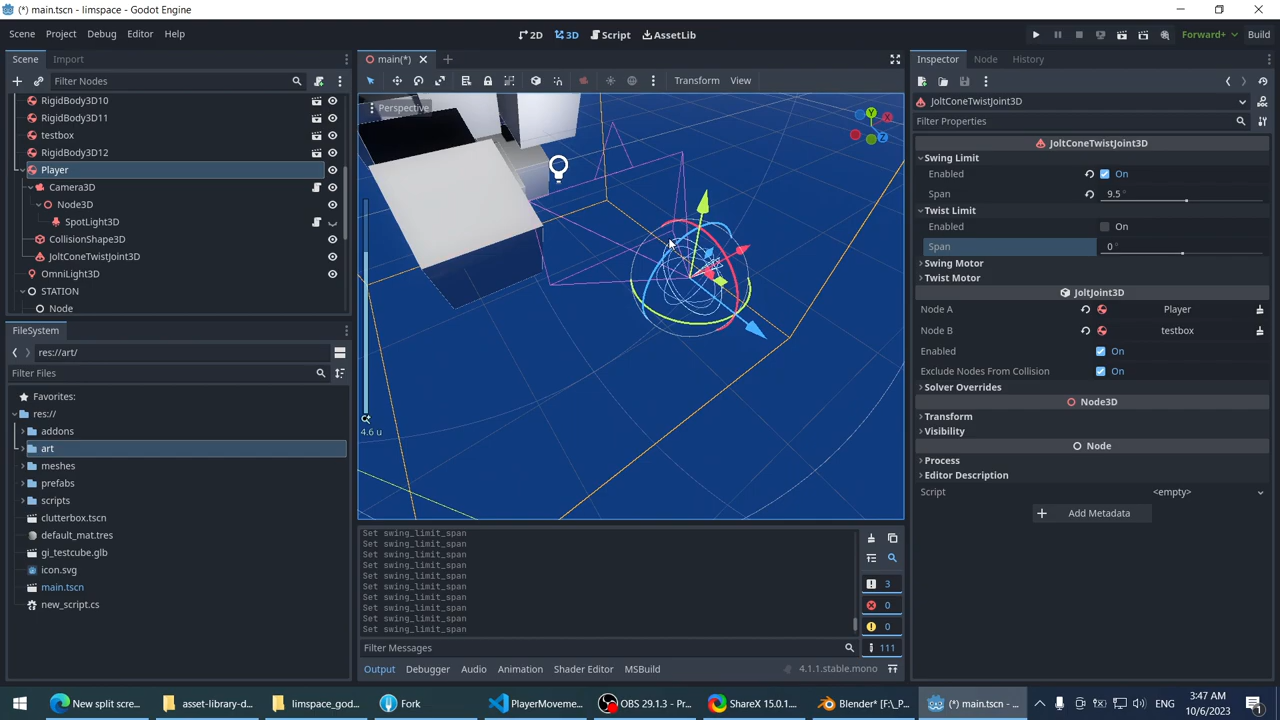 (*) main.tscn - limspace - Godot Engine
Scene Project Debug Editor Help
2D 3D Script AssetLib
Forward+ Build
Scene Import
Filter Nodes
RigidBody3D10
RigidBody3D11
testbox
RigidBody3D12
Player
Camera3D
Node3D
SpotLight3D
CollisionShape3D
JoltConeTwistJoint3D
OmniLight3D
STATION
Node
FileSystem
res://art/
Filter Files
Favorites:
res://
addons
art
meshes
prefabs
scripts
clutterbox.tscn
default_mat.tres
gi_testcube.glb
icon.svg
main.tscn
new_script.cs
main(*)
Transform View
Perspective
Y
X
Z
4.6 u
Set swing_limit_span
Set swing_limit_span
Set swing_limit_span
Set swing_limit_span
Set swing_limit_span
Set swing_limit_span
Set swing_limit_span
Set swing_limit_span
Set swing_limit_span
Set swing_limit_span
3
0
0
111
Filter Messages
Output Debugger Audio Animation Shader Editor MSBuild 4.1.1.stable.mono
Inspector Node History
JoltConeTwistJoint3D
Filter Properties
JoltConeTwistJoint3D
Swing Limit
Enabled On
Span 9.5 °
Twist Limit
Enabled On
Span 0 °
Swing Motor
Twist Motor
JoltJoint3D
Node A Player
Node B testbox
Enabled On
Exclude Nodes From Collision On
Solver Overrides
Node3D
Transform
Visibility
Node
Process
Editor Description
Script <empty>
Add Metadata
New split scre...
asset-library-d...
limspace_god...
Fork
PlayerMoveme...
OBS 29.1.3 - Pr...
ShareX 15.0.1...
Blender* [F:\_P...
(*) main.tscn - ...
3:47 AM
10/6/2023
1